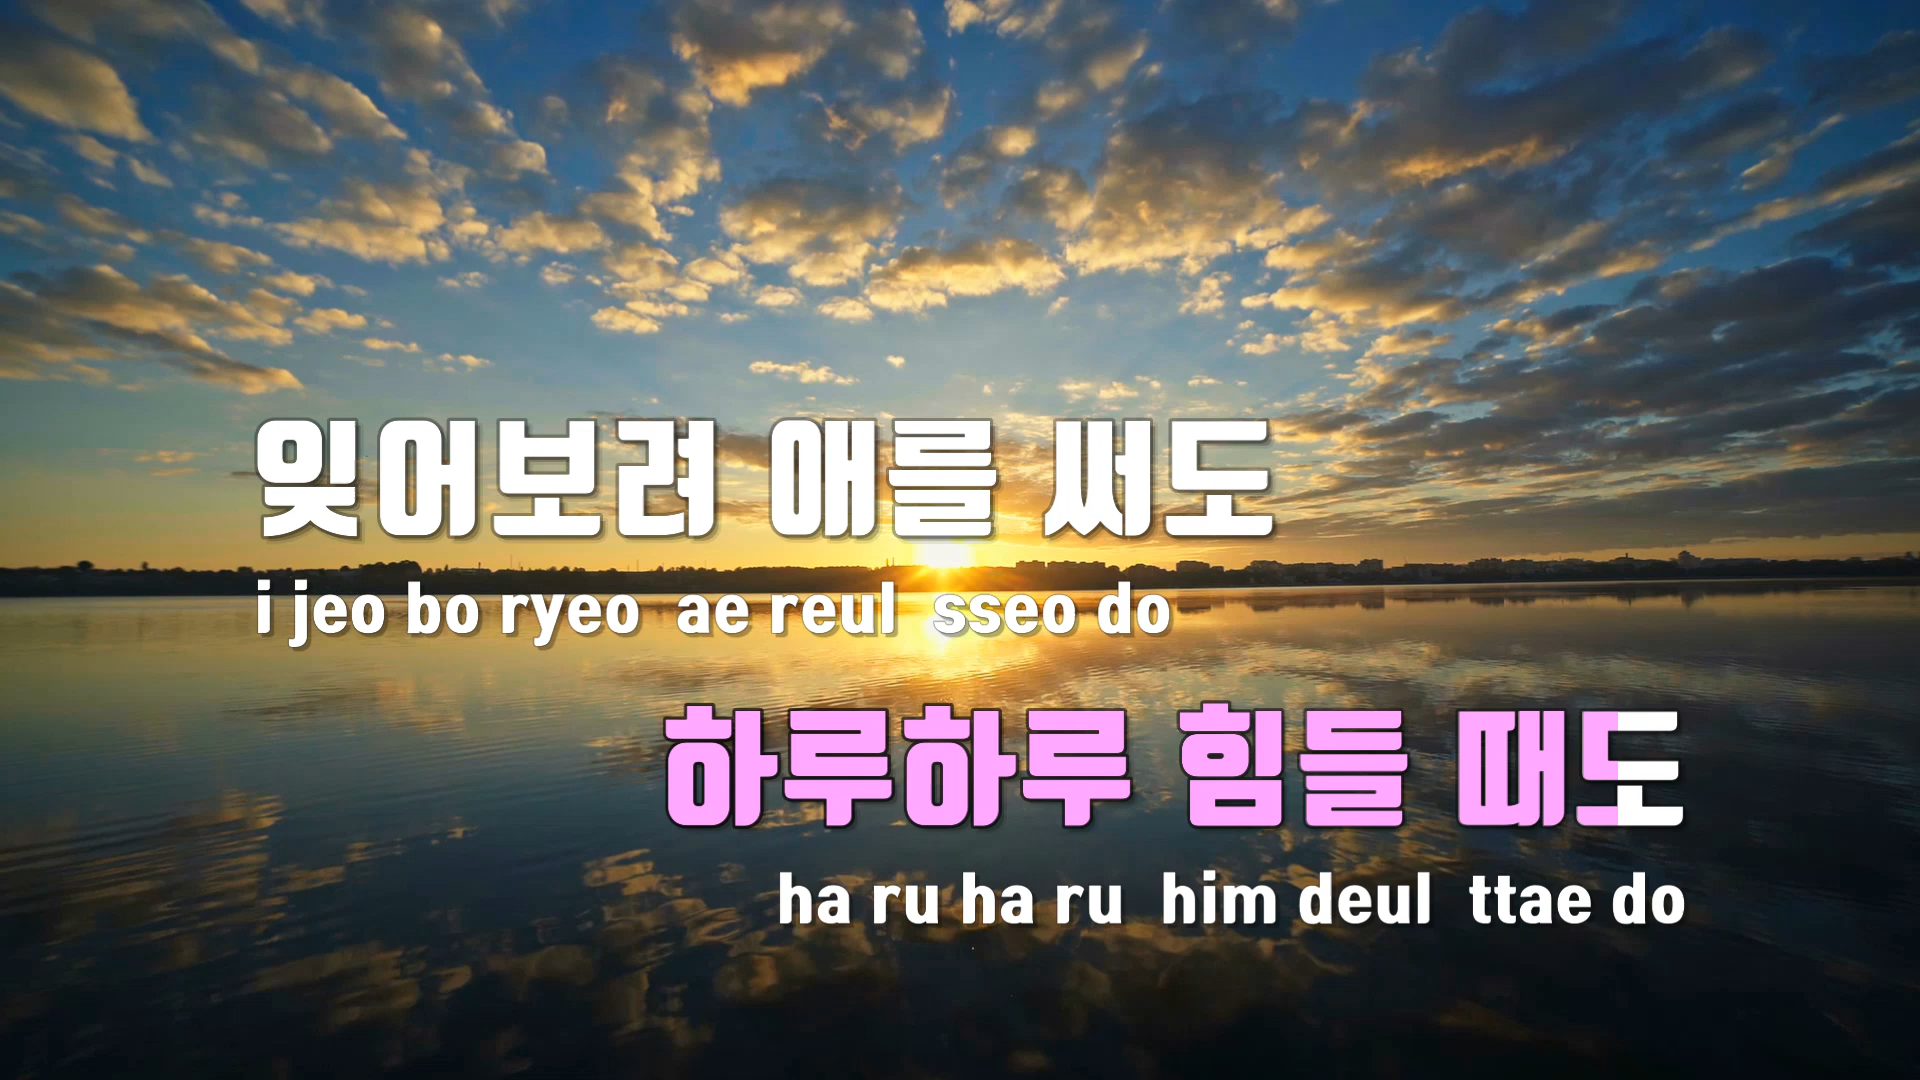 잊어보려 애를 써도
i jeo bo ryeo ae reul sseo do
하루하루 힘들 때도
ha ru ha ru him deul ttae do